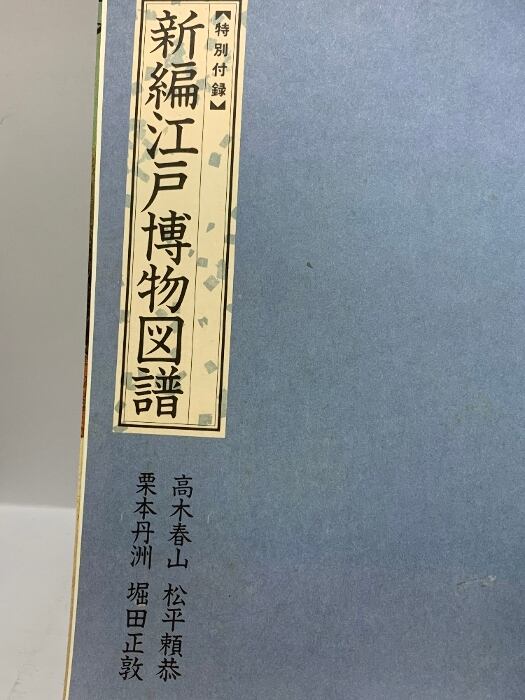 【特別付録】
新編江戸博物図譜
高木春山 松平頼恭
栗本丹洲 堀田正敦